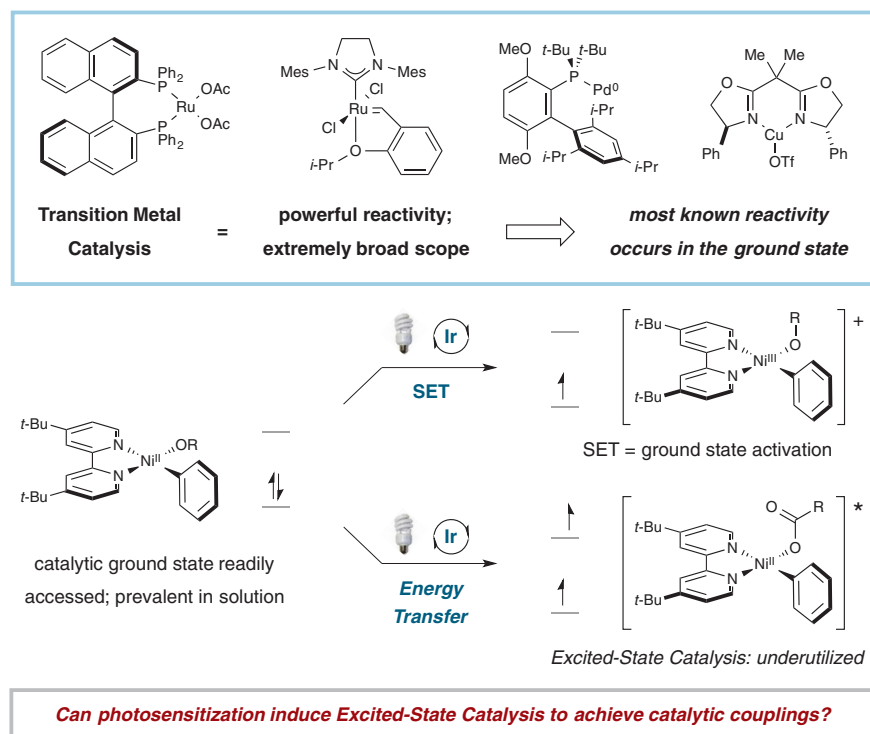 Ph2
P
Ru
OAc
OAc
P
Ph2
Mes
N
N
Mes
Cl
Ru
Cl
O
i-Pr
MeO
t-Bu
t-Bu
P
Pd0
i-Pr
MeO
i-Pr
i-Pr
Me
Me
O
O
N
N
Cu
Ph
OTf
Ph
Transition Metal
Catalysis
=
powerful reactivity;
extremely broad scope
most known reactivity
occurs in the ground state
t-Bu
N
NiII
OR
N
t-Bu
catalytic ground state readily
accessed; prevalent in solution
Ir
SET
t-Bu
R
O
N
NiIII
N
t-Bu
+
SET = ground state activation
Ir
Energy
Transfer
t-Bu
O
R
O
N
NiII
N
t-Bu
*
Excited-State Catalysis: underutilized
Can photosensitization induce Excited-State Catalysis to achieve catalytic couplings?